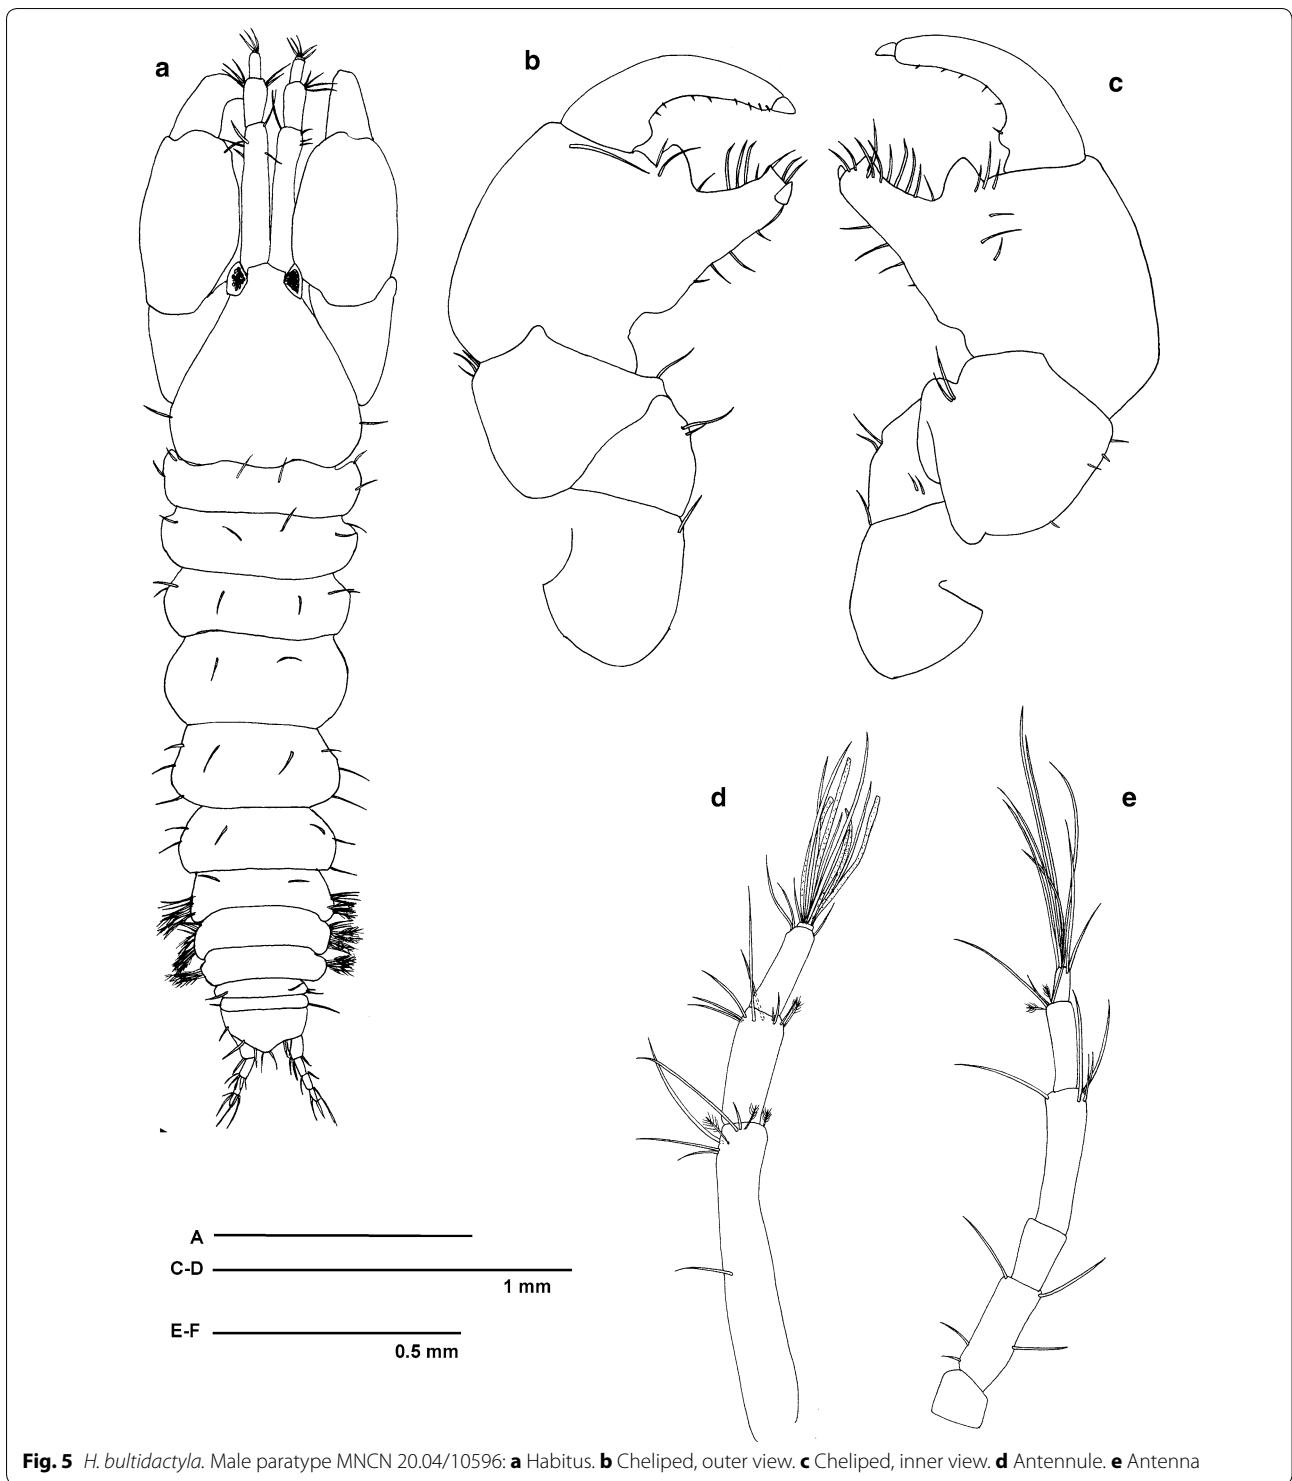 a
b
c
d
e
A
C-D
1 mm
E-F
0.5 mm
Fig. 5 H. bultidactyla. Male paratype MNCN 20.04/10596: a Habitus. b Cheliped, outer view. c Cheliped, inner view. d Antennule. e Antenna